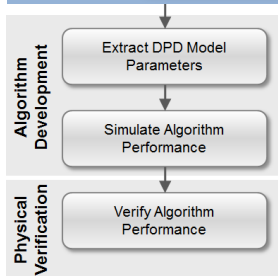 Algorithm
Development
Extract DPD Model
Parameters
Simulate Algorithm
Performance
Physical
Verification
Verify Algorithm
Performance